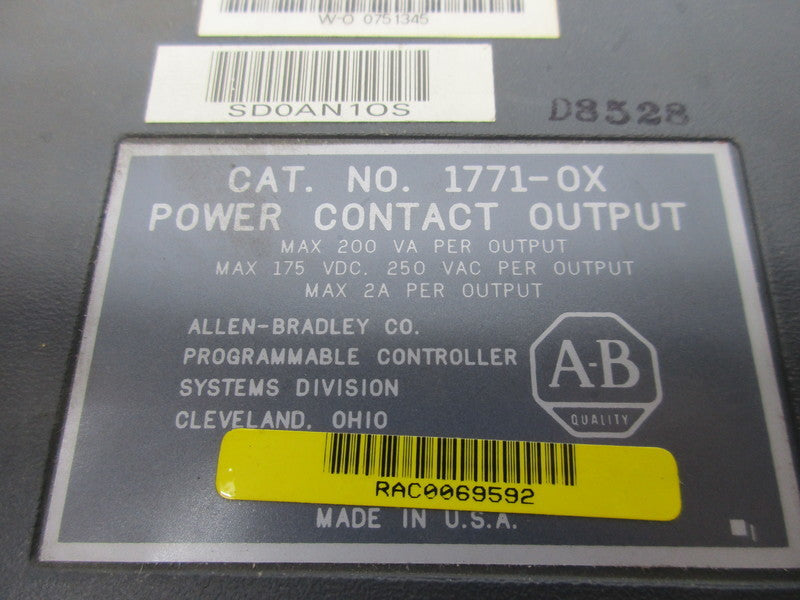 W-O 0751345
SD0AN10S
D8528
CAT. NO. 1771-OX
POWER CONTACT OUTPUT
MAX 200 VA PER OUTPUT
MAX 175 VDC. 250 VAC PER OUTPUT
MAX 2A PER OUTPUT
ALLEN-BRADLEY CO.
PROGRAMMABLE CONTROLLER
SYSTEMS DIVISION
CLEVELAND, OHIO
A-B
QUALITY
RAC0069592
MADE IN U.S.A.